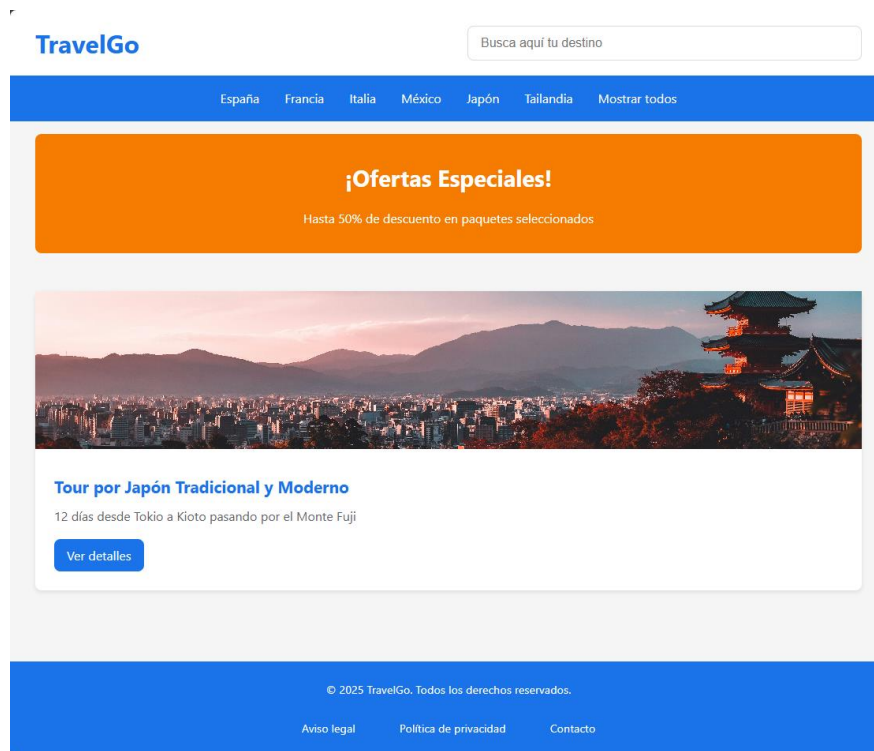 TravelGo
Busca aquí tu destino
España Francia Italia México Japón Tailandia Mostrar todos
¡Ofertas Especiales!
Hasta 50% de descuento en paquetes seleccionados
Tour por Japón Tradicional y Moderno
12 días desde Tokio a Kioto pasando por el Monte Fuji
Ver detalles
© 2025 TravelGo. Todos los derechos reservados.
Aviso legal Política de privacidad Contacto